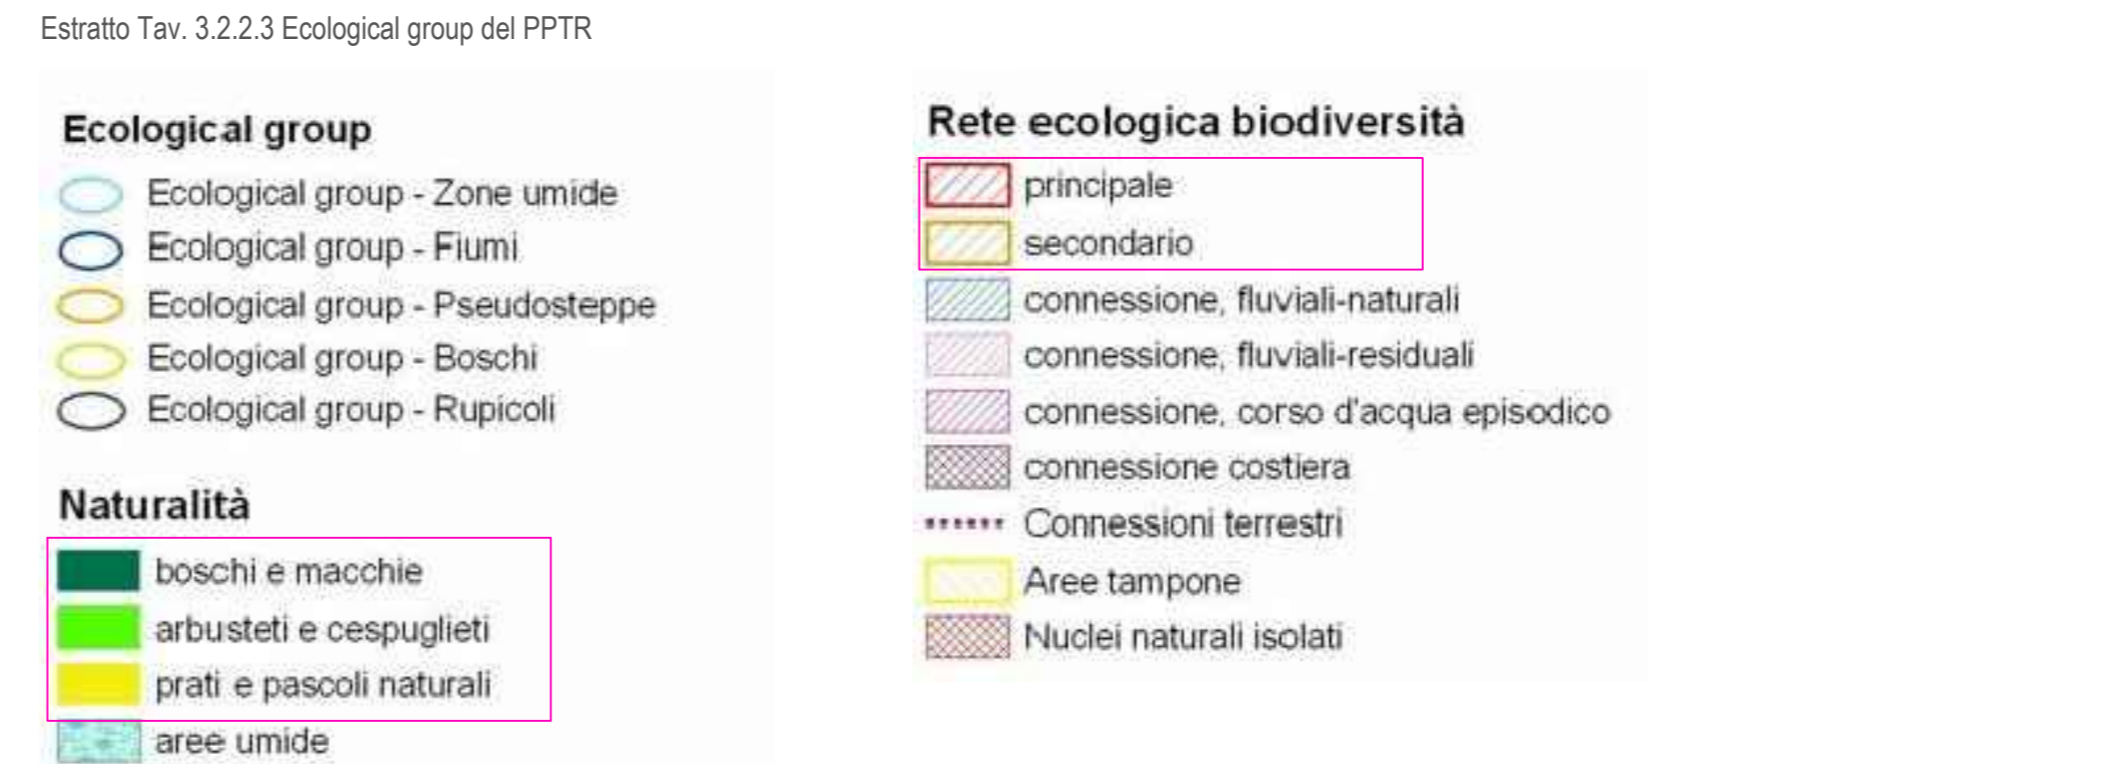 Estratto Tav. 3.2.2.3 Ecological group del PPTR
Ecological group
Ecological group - Zone umide
Ecological group - Fiumi
Ecological group - Pseudosteppe
Ecological group - Boschi
Ecological group - Rupicoli
Naturalità
boschi e macchie
arbusteti e cespuglieti
prati e pascoli naturali
aree umide
Rete ecologica biodiversità
principale
secondario
connessione, fluviali-naturali
connessione, fluviali-residuali
connessione, corso d'acqua episodico
connessione costiera
Connessioni terrestri
Aree tampone
Nuclei naturali isolati